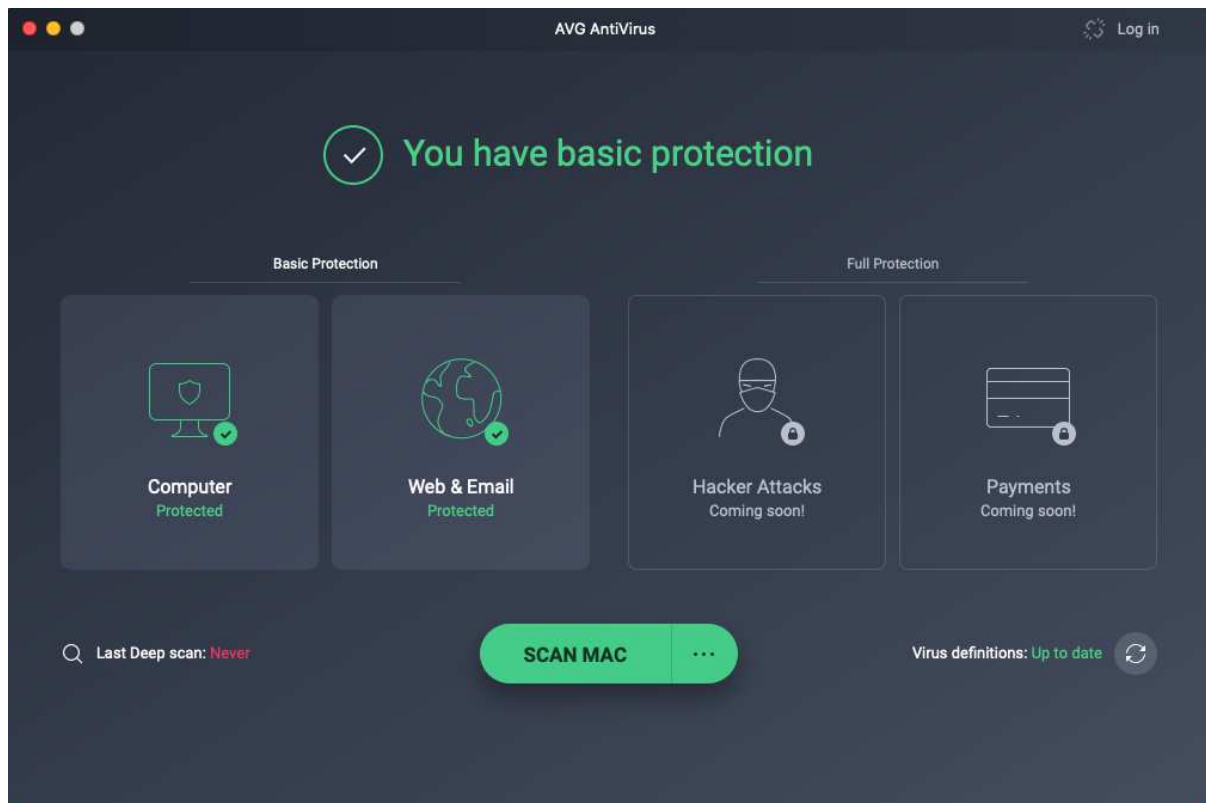 AVG AntiVirus
Log in
You have basic protection
Basic Protection
Full Protection
Computer
Protected
Web & Email
Protected
Hacker Attacks
Coming soon!
Payments
Coming soon!
Last Deep scan: Never
SCAN MAC
...
Virus definitions: Up to date